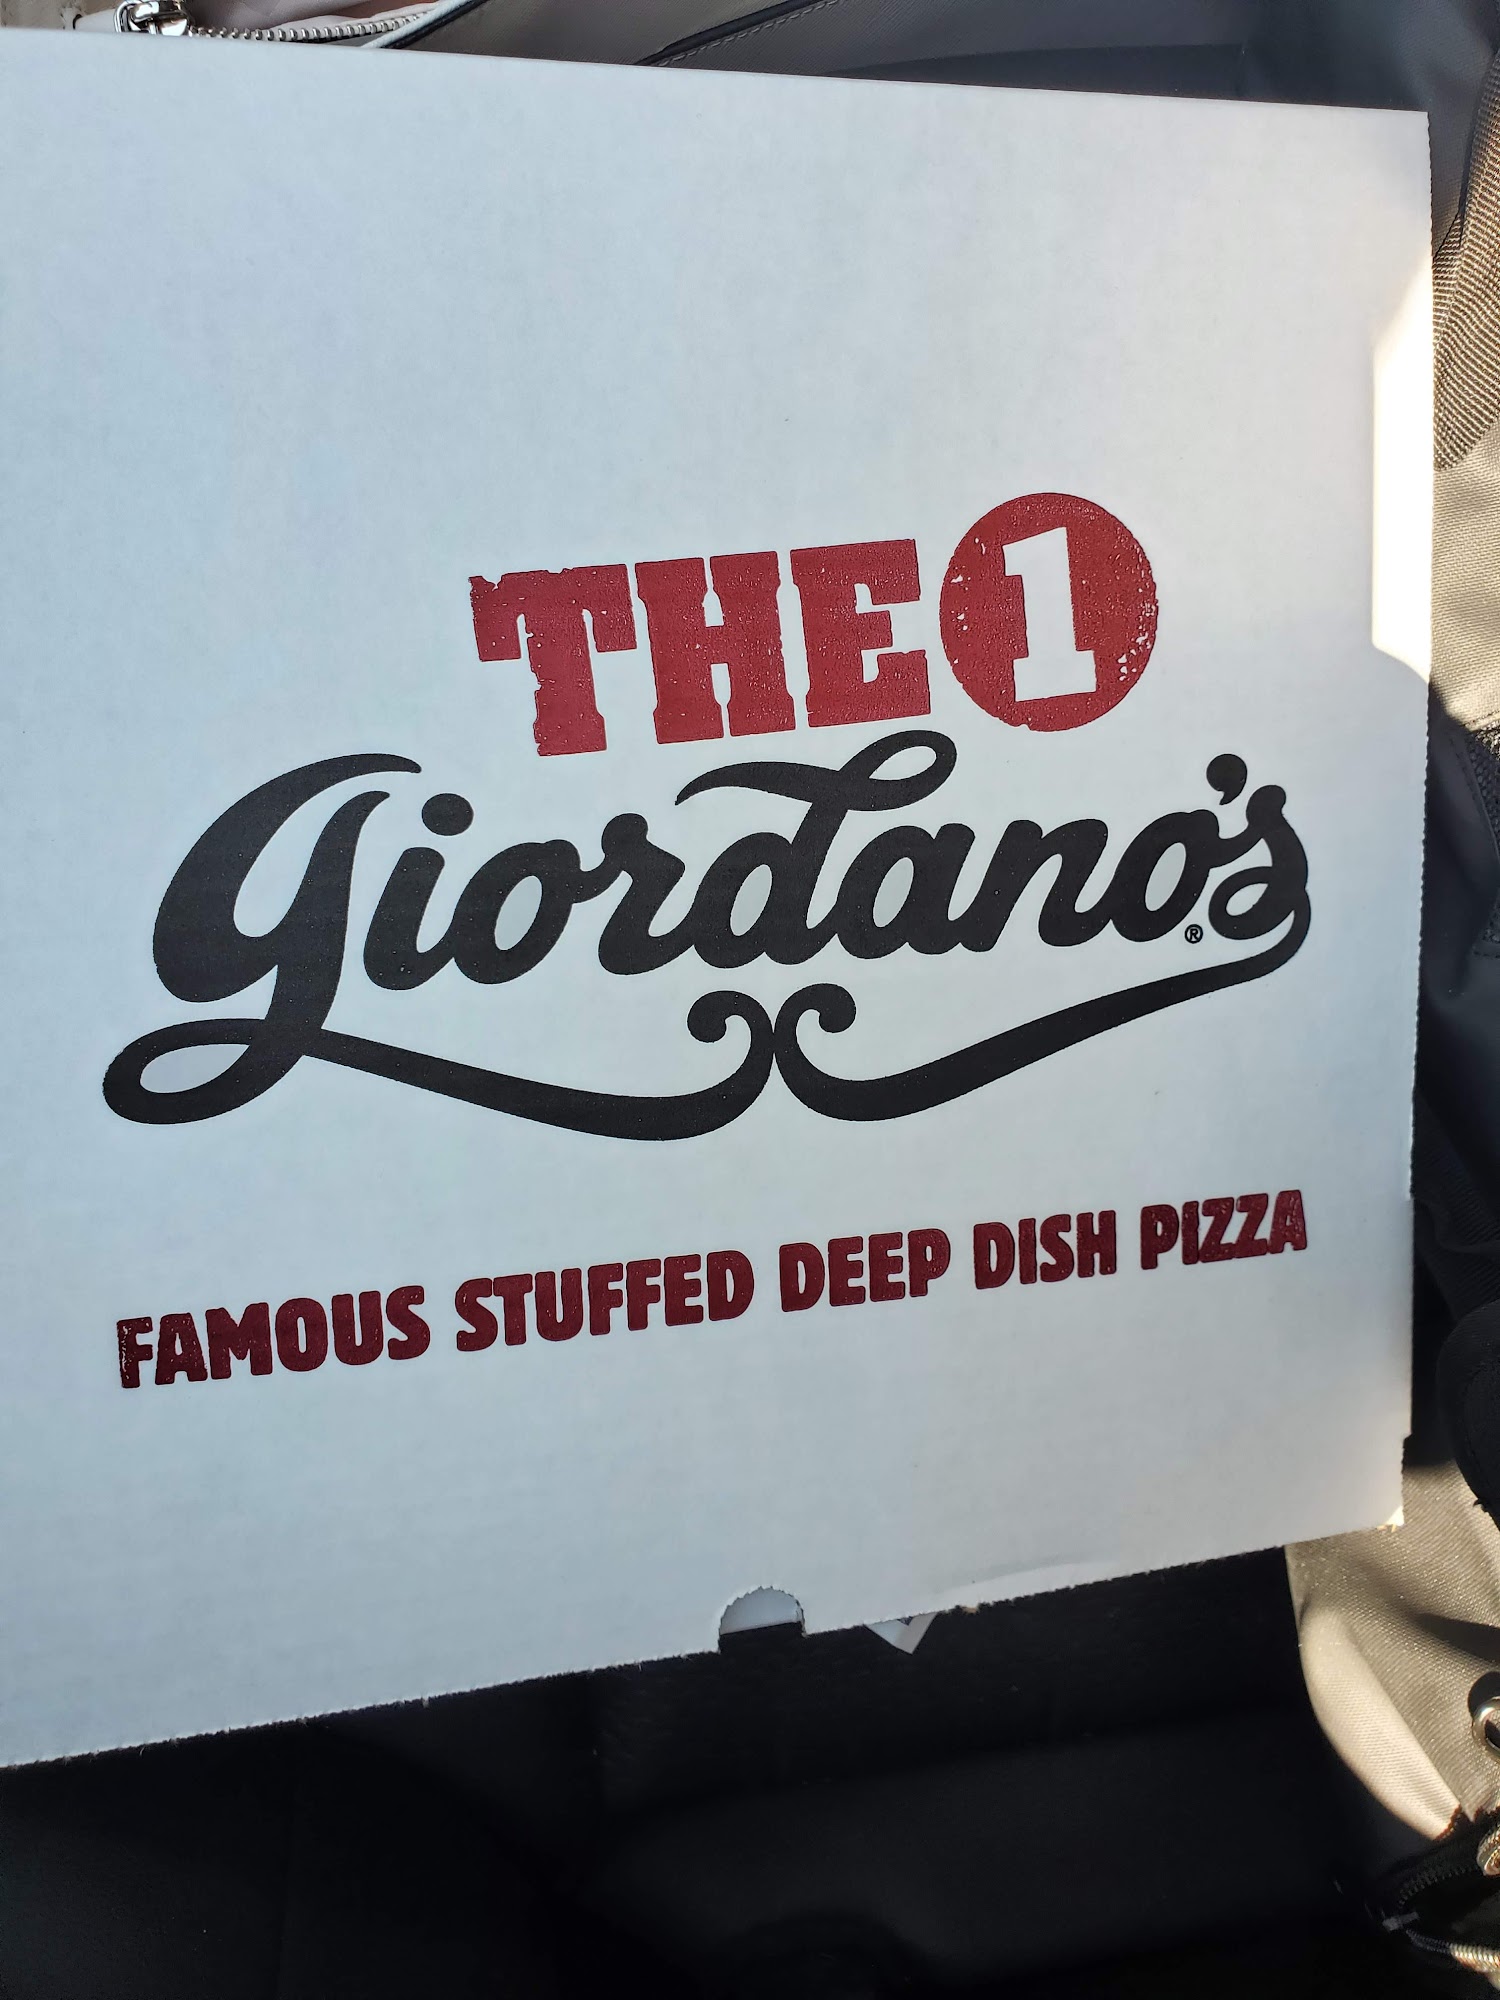 THE 1
Giordano's®
FAMOUS STUFFED DEEP DISH PIZZA